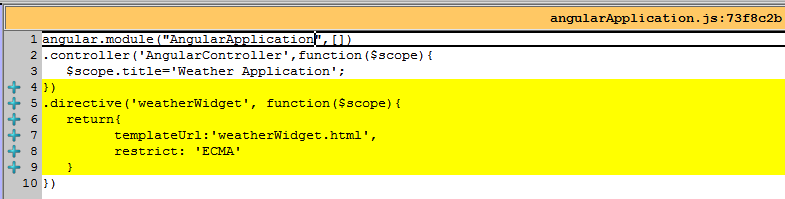 angularApplication.js:73f8c2b
1 angular.module("AngularApplication",[])
2 .controller('AngularController',function($scope){
3 $scope.title='Weather Application';
4 })
5 .directive('weatherWidget', function($scope){
6 return{
7 templateUrl:'weatherWidget.html',
8 restrict: 'ECMA'
9 }
10 })